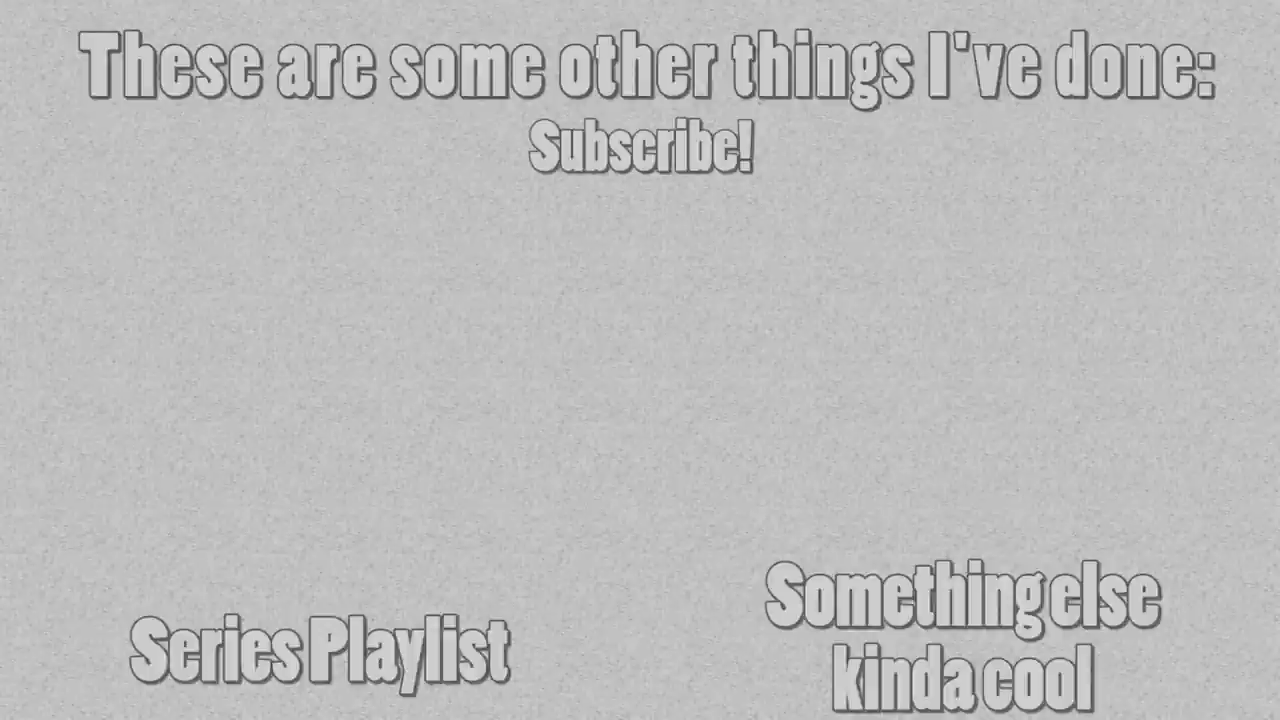 These are some other things I've done:
Subscribe!
Series Playlist
Something else
kinda cool